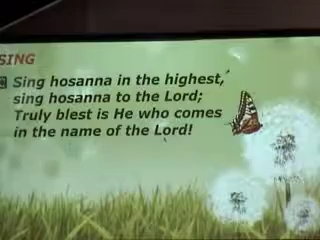 SING
Sing hosanna in the highest,
sing hosanna to the Lord;
Truly blest is He who comes
in the name of the Lord!